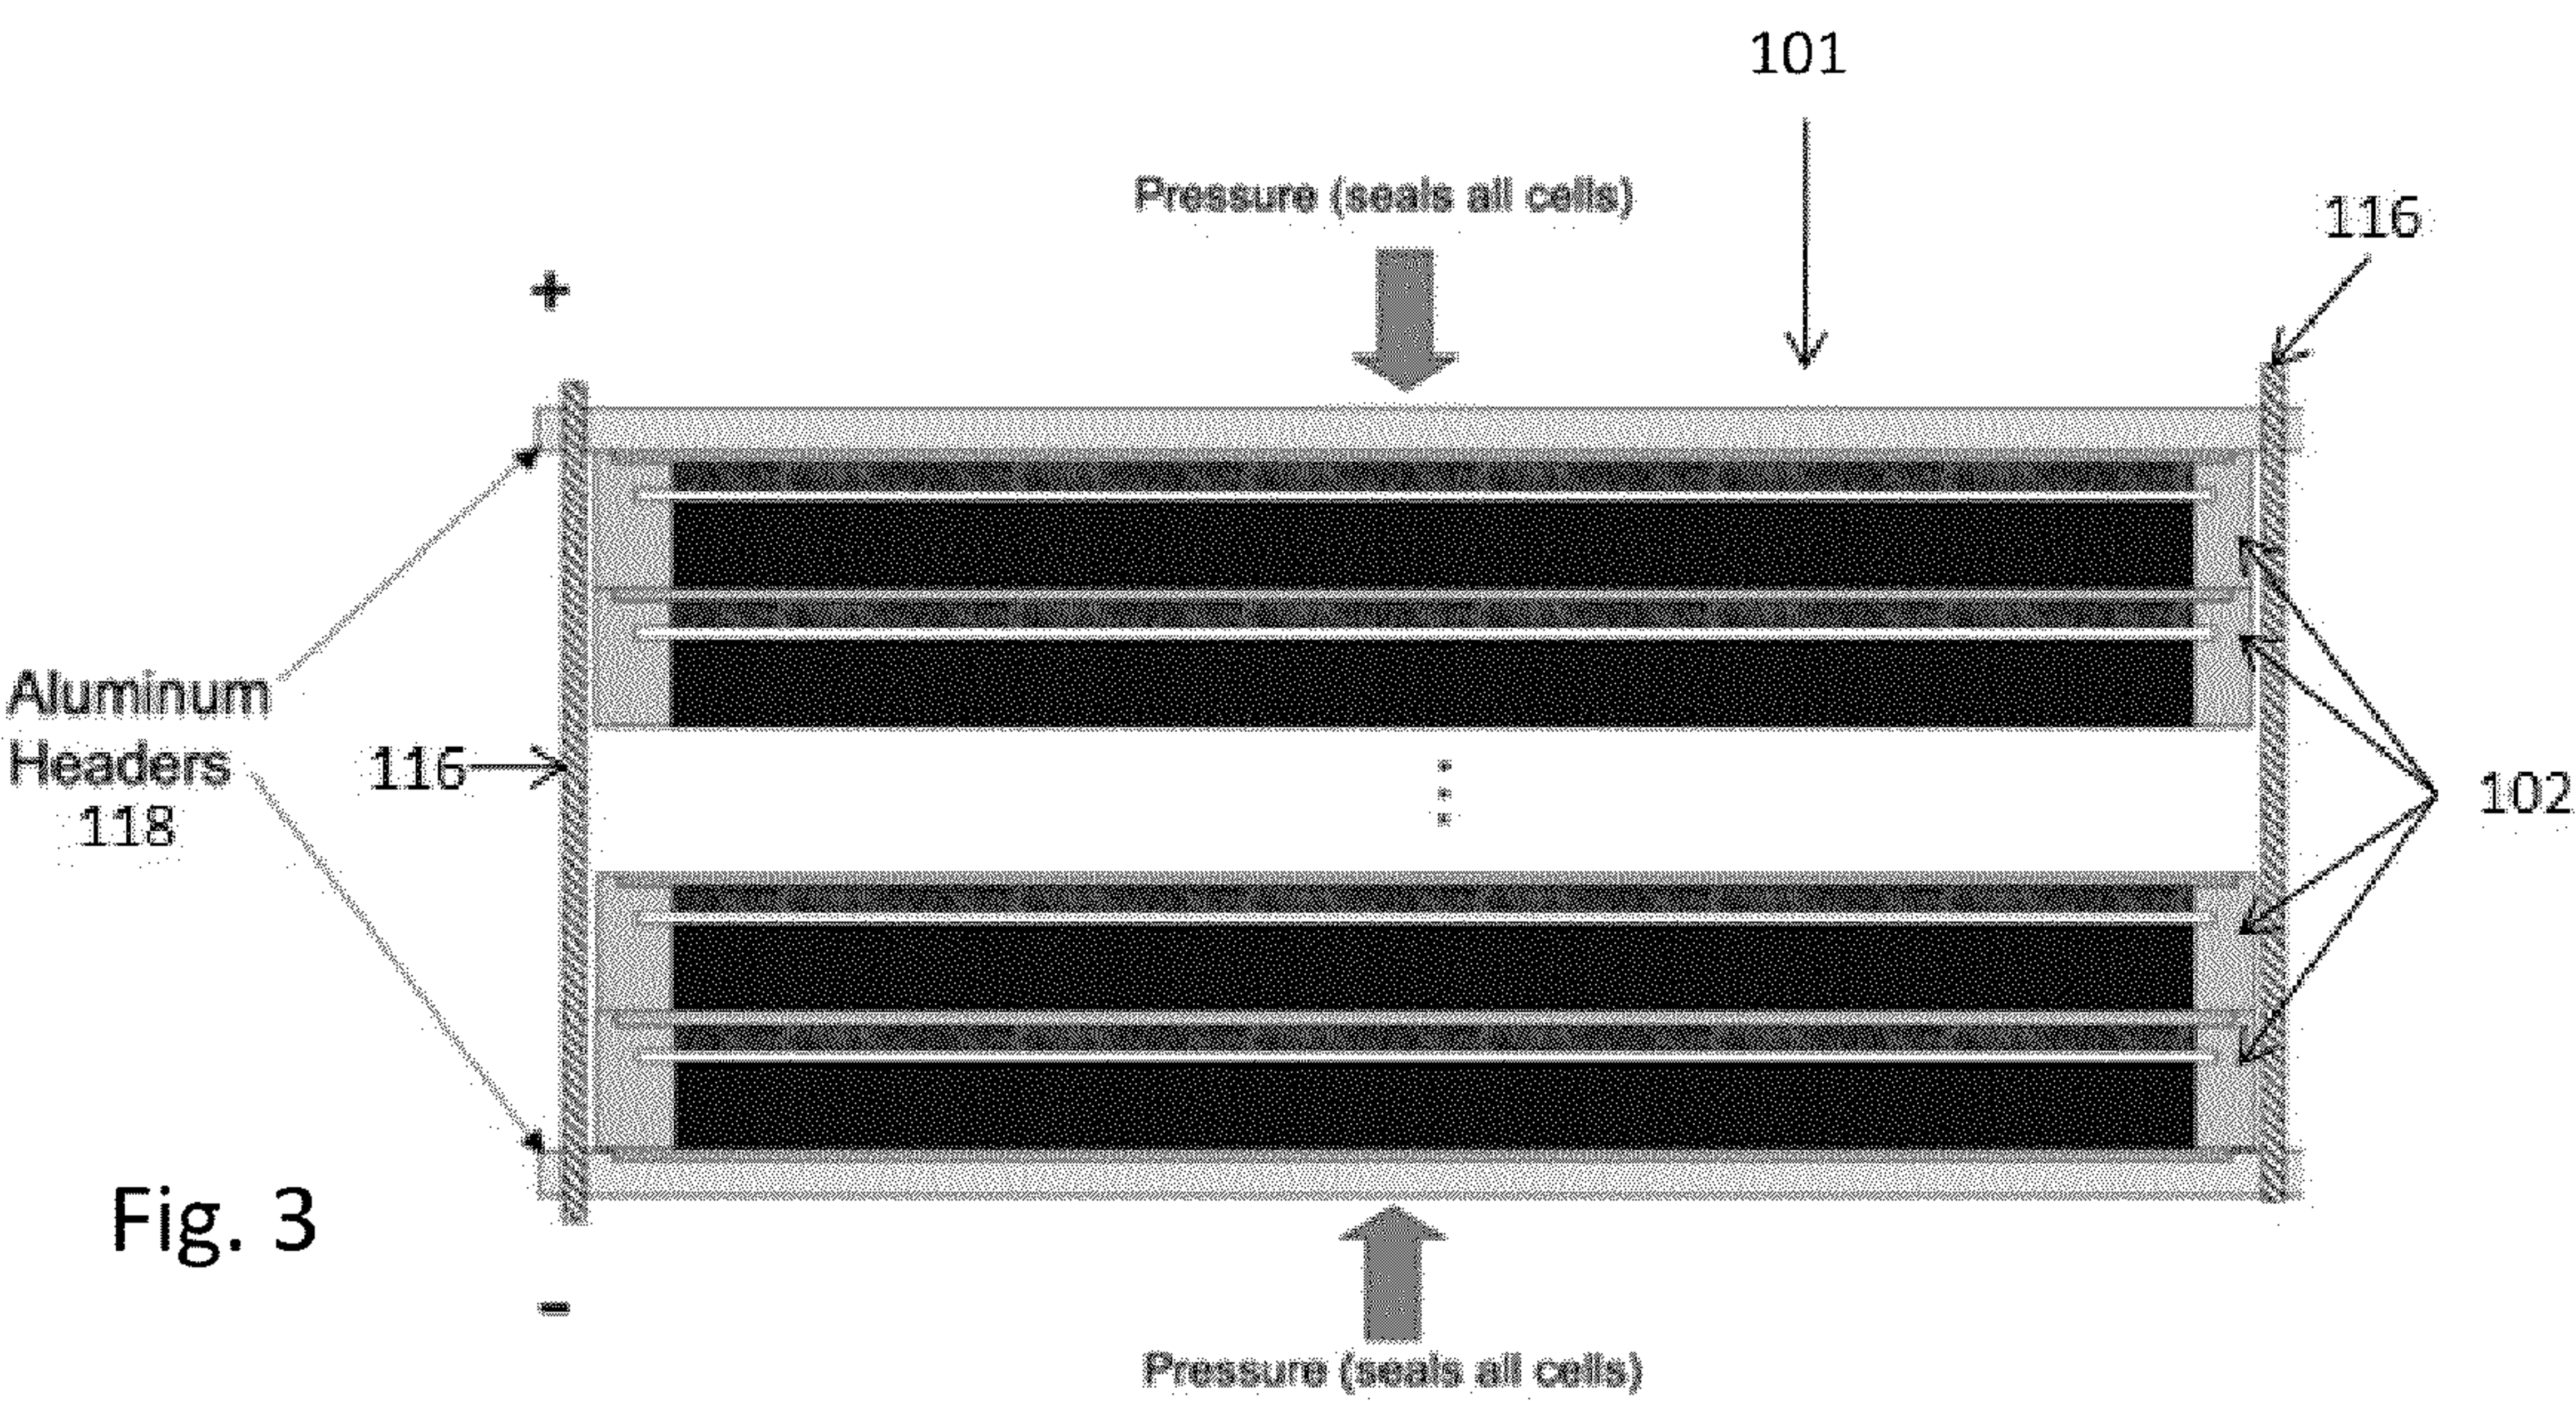 101
Pressure (seals all cells)
116
+
Aluminum
Headers
118
116
102
Fig. 3
-
Pressure (seals all cells)